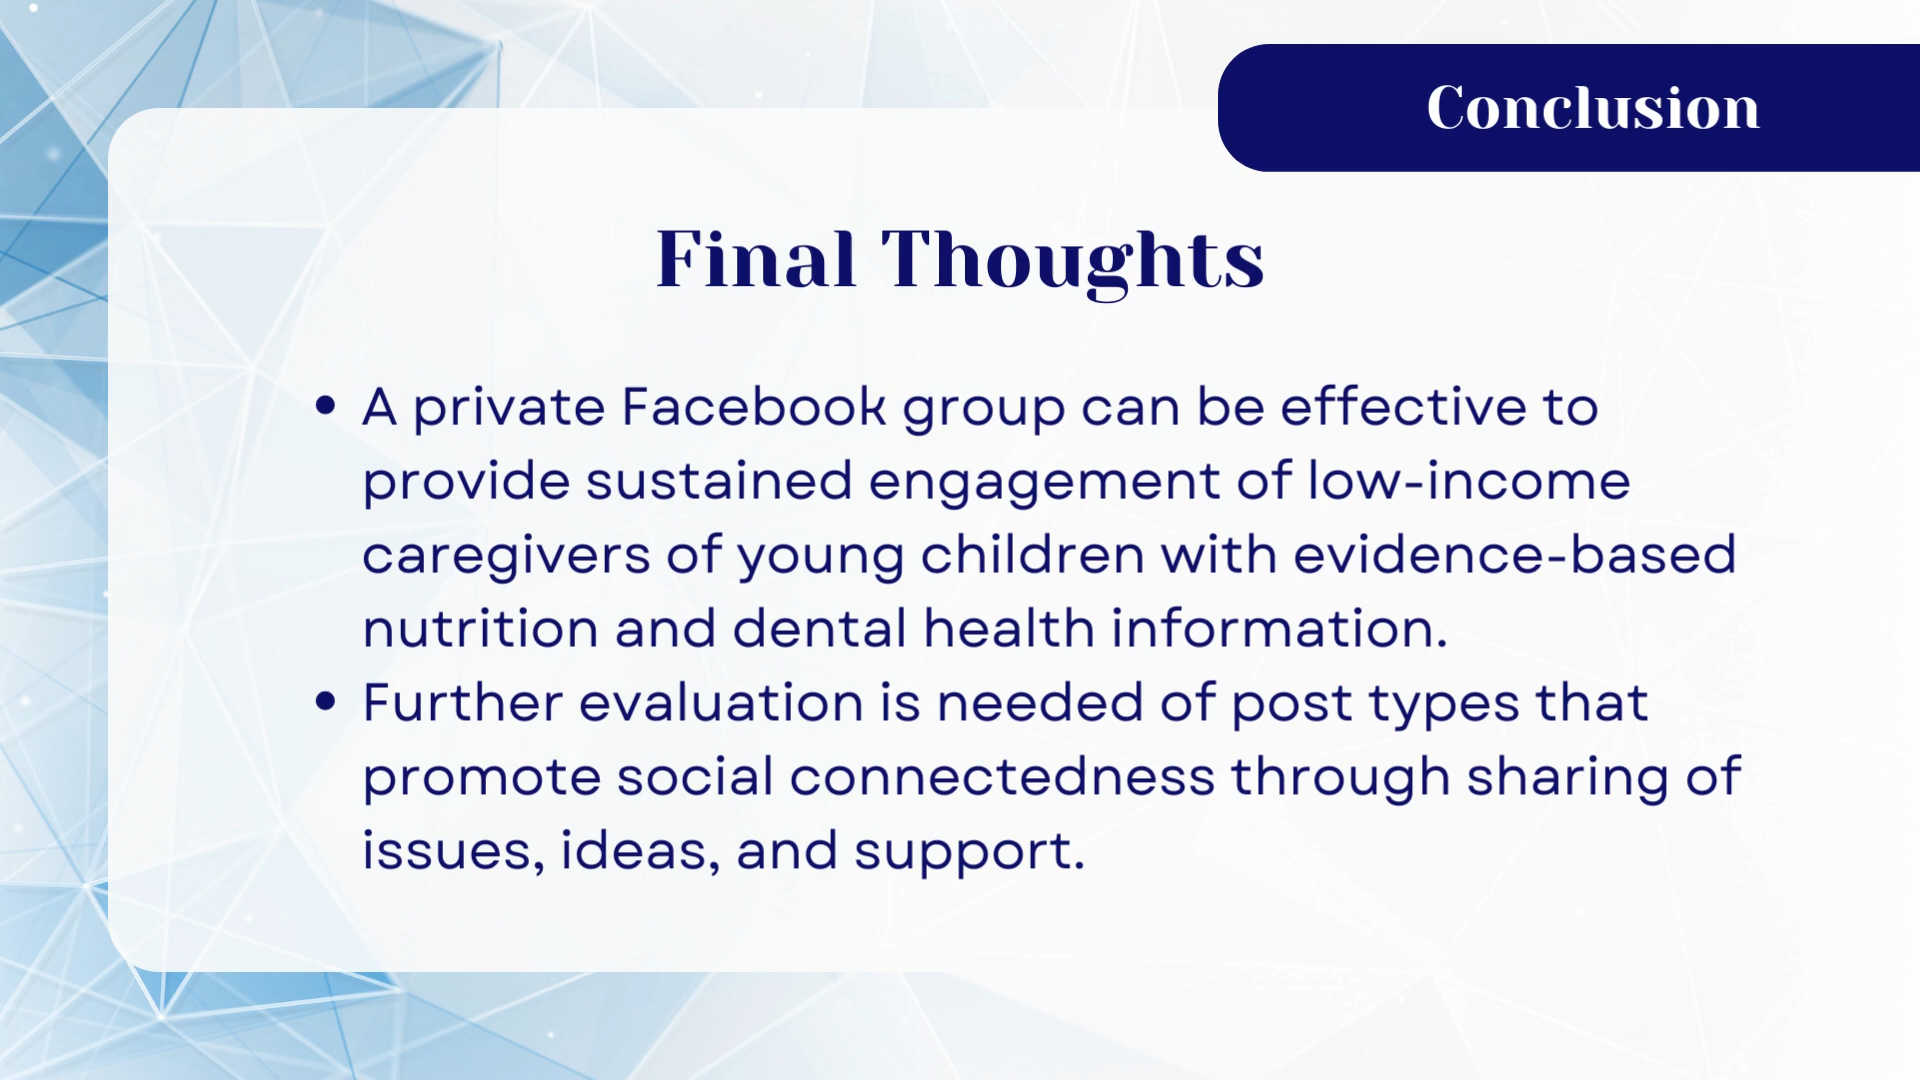 Conclusion
Final Thoughts
• A private Facebook group can be effective to
provide sustained engagement of low-income
caregivers of young children with evidence-based
nutrition and dental health information.
• Further evaluation is needed of post types that
promote social connectedness through sharing of
issues, ideas, and support.